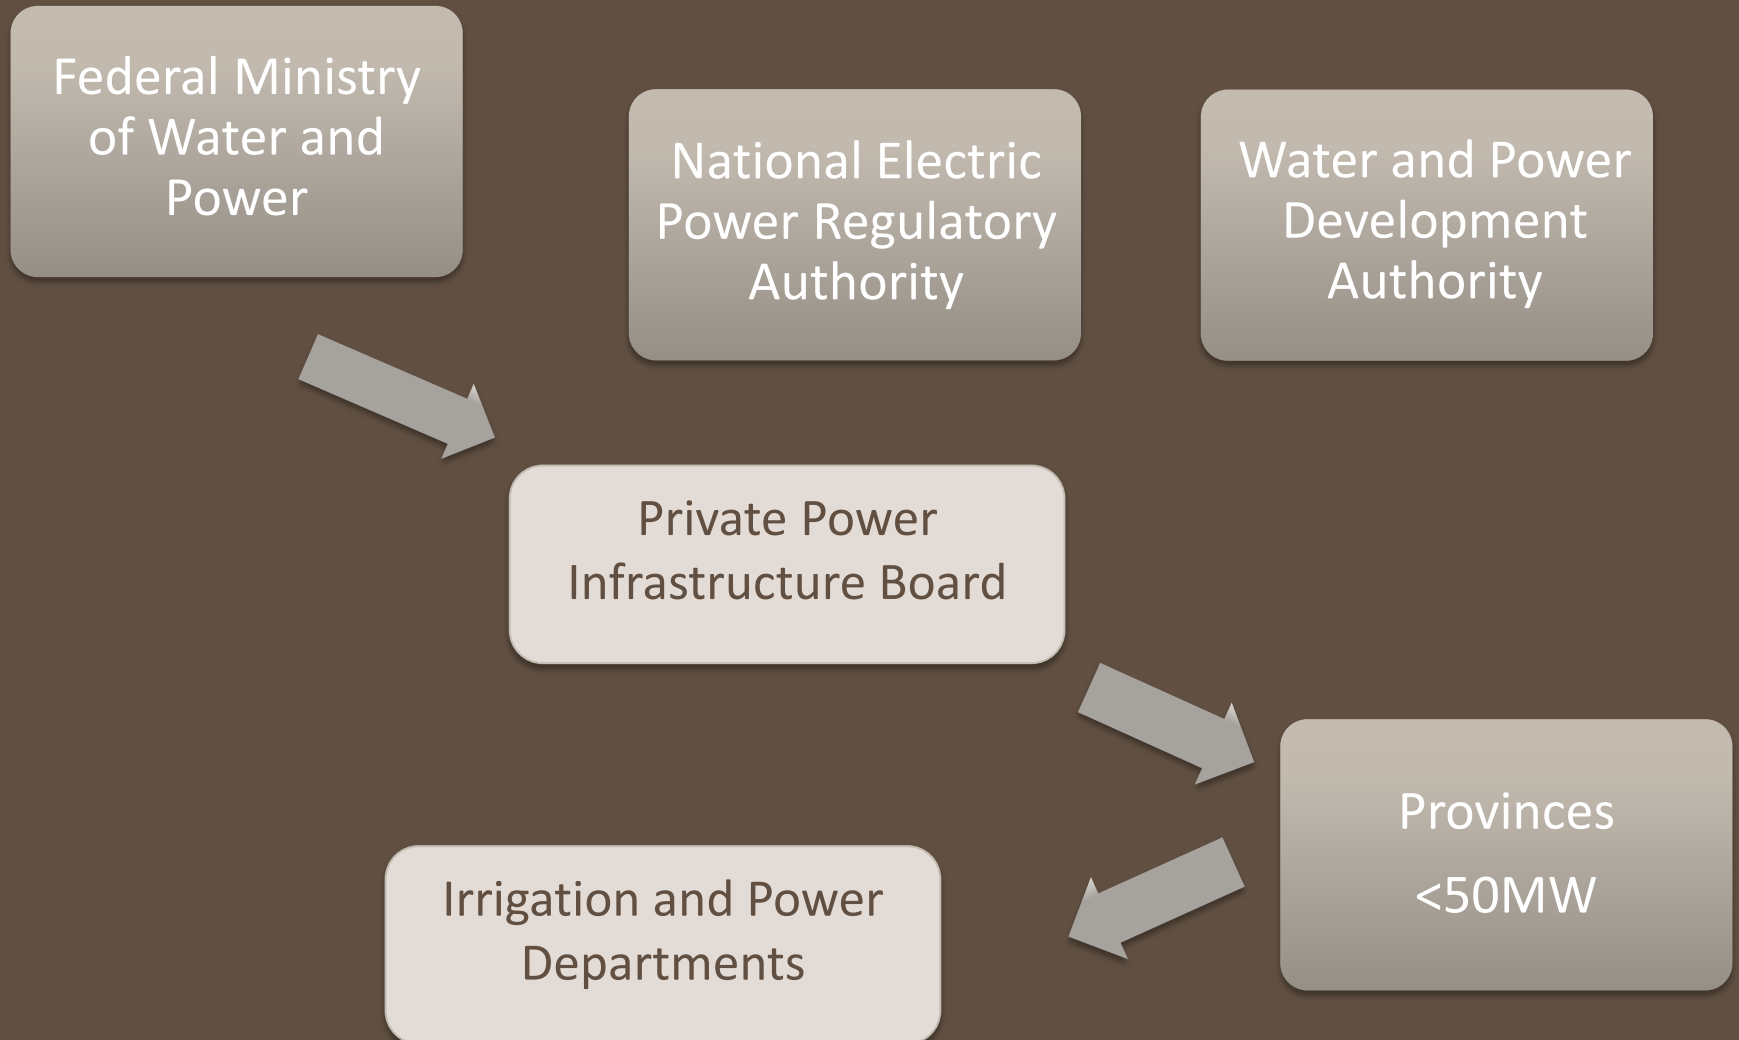 Federal Ministry
of Water and
Power
National Electric
Power Regulatory
Authority
Water and Power
Development
Authority
Private Power
Infrastructure Board
Provinces
<50MW
Irrigation and Power
Departments